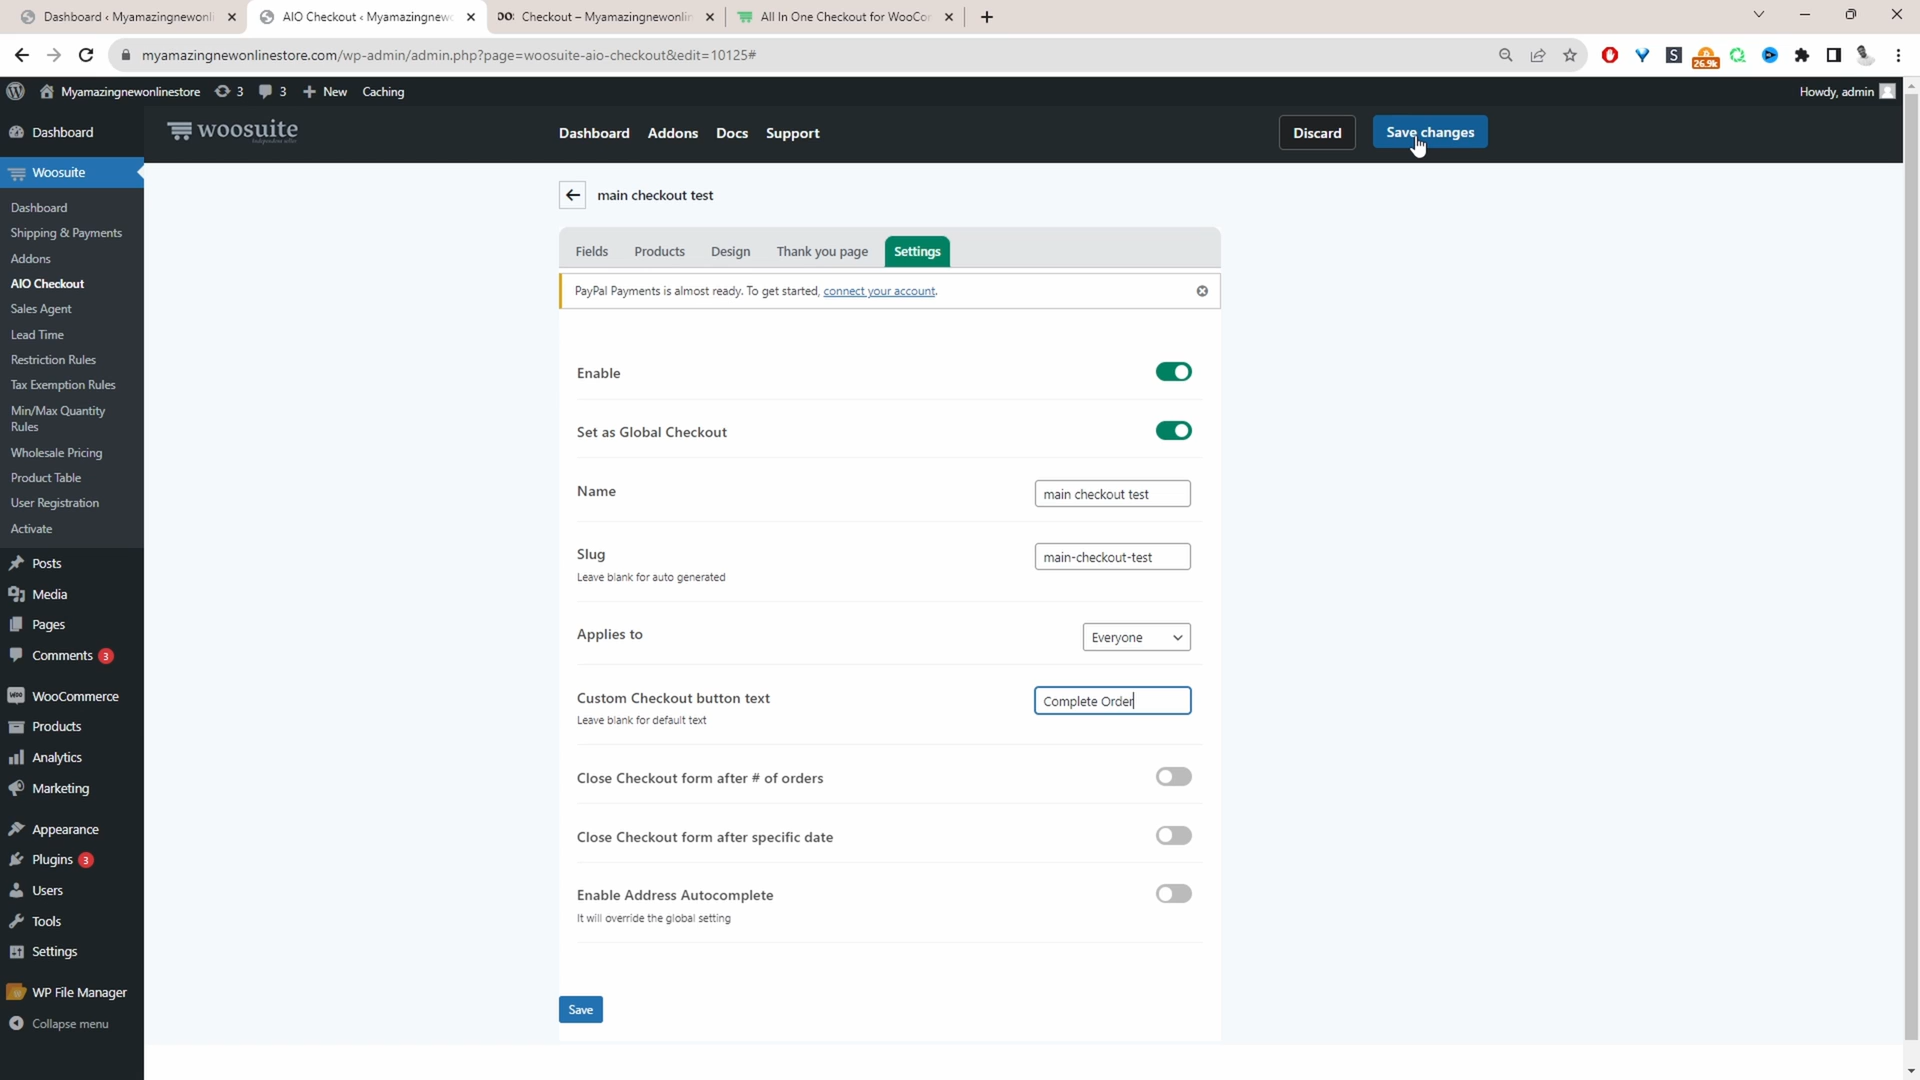 Dashboard ‹ Myamazingnewonli
AIO Checkout ‹ Myamazingnewo
Checkout – Myamazingnewonlin
All In One Checkout for WooCor
myamazingnewonlinestore.com/wp-admin/admin.php?page=woosuite-aio-checkout&edit=10125#
S
26.9k
Myamazingnewonlinestore
3
3
New
Caching
Howdy, admin
Dashboard
woosuite
Independent seller
Dashboard
Addons
Docs
Support
Discard
Save changes
Woosuite
Dashboard
Shipping & Payments
Addons
AIO Checkout
Sales Agent
Lead Time
Restriction Rules
Tax Exemption Rules
Min/Max Quantity
Rules
Wholesale Pricing
Product Table
User Registration
Activate
Posts
Media
Pages
Comments 3
WooCommerce
Products
Analytics
Marketing
Appearance
Plugins 3
Users
Tools
Settings
WP File Manager
Collapse menu
main checkout test
Fields
Products
Design
Thank you page
Settings
PayPal Payments is almost ready. To get started, connect your account.
Enable
Set as Global Checkout
Name
main checkout test
Slug
main-checkout-test
Leave blank for auto generated
Applies to
Everyone
Custom Checkout button text
Complete Order
Leave blank for default text
Close Checkout form after # of orders
Close Checkout form after specific date
Enable Address Autocomplete
It will override the global setting
Save